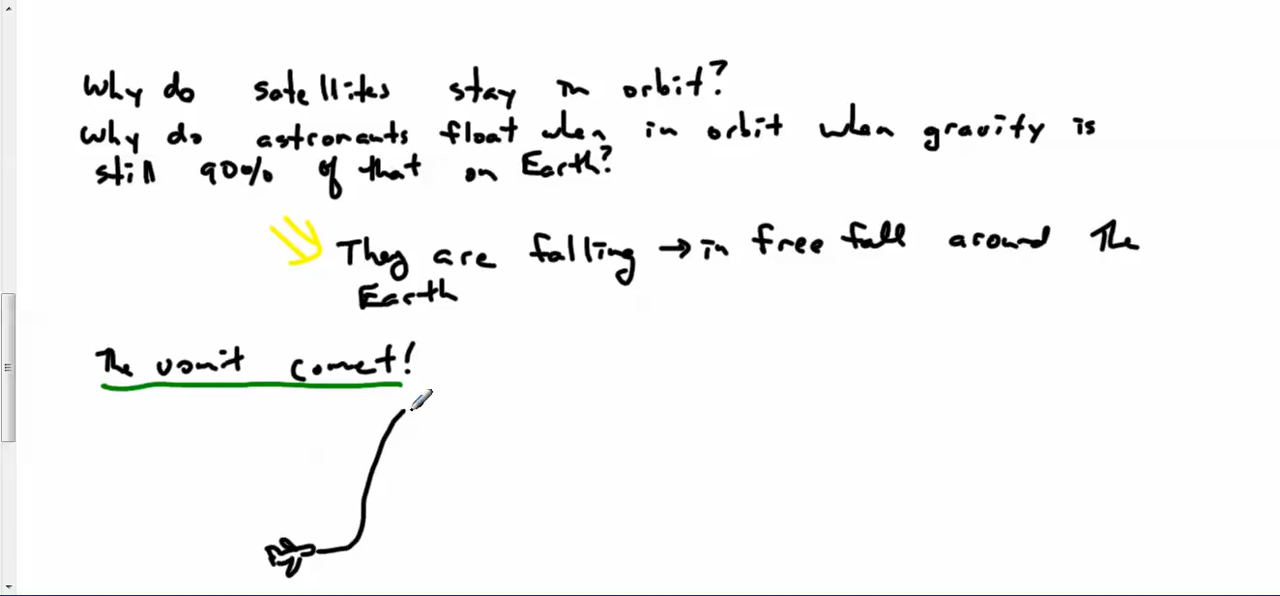 Why do satellites stay in orbit?
Why do astronants float when in orbit when gravity is
still 90% of that on Earth?
They are falling → in free fall around the
Earth
The vomit comet!